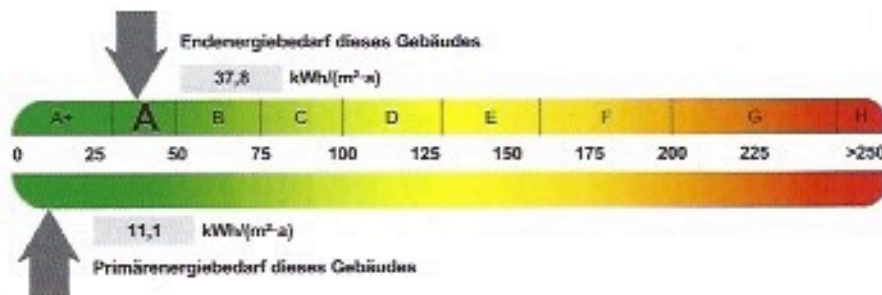 Endenergiebedarf dieses Gebäudes
37,8 kWh/(m²·a)
A+ A B C D E F G H
0 25 50 75 100 125 150 175 200 225 >250
11,1 kWh/(m²·a)
Primärenergiebedarf dieses Gebäudes